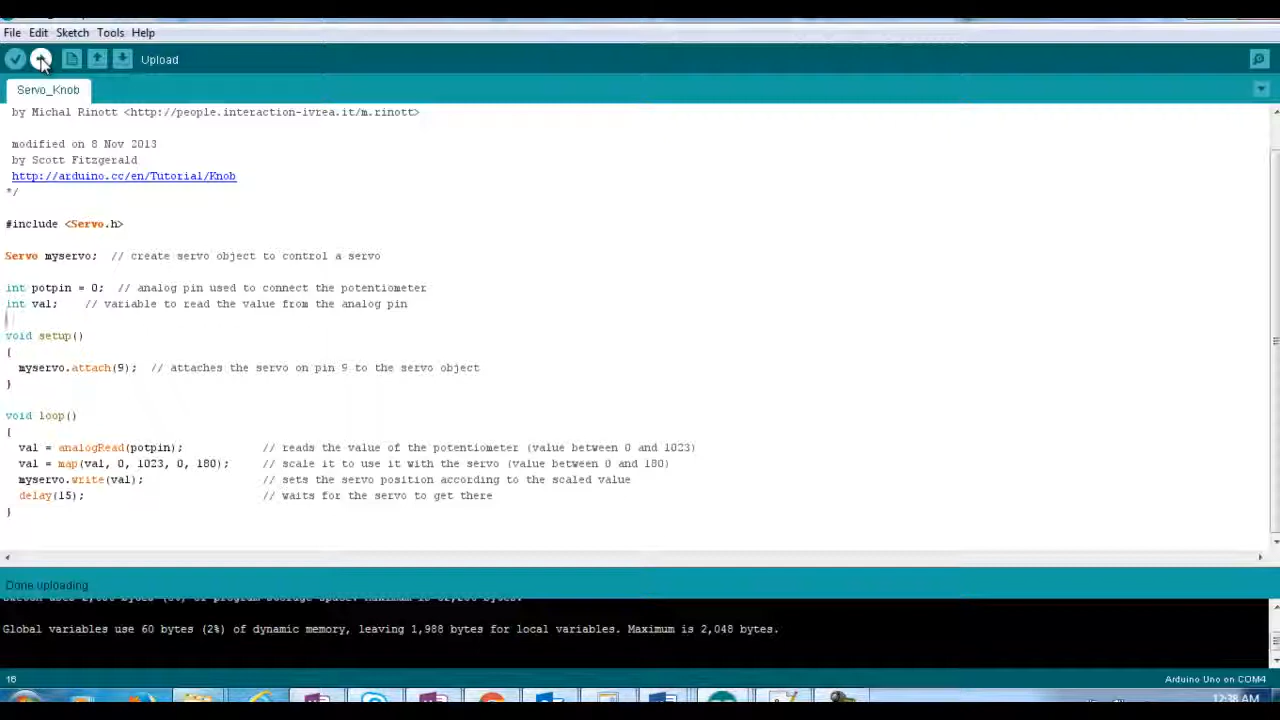 File Edit Sketch Tools Help
Upload
Servo_Knob
by Michal Rinott <http://people.interaction-ivrea.it/m.rinott>
modified on 8 Nov 2013
by Scott Fitzgerald
http://arduino.cc/en/Tutorial/Knob
*/
#include <Servo.h>
Servo myservo;  // create servo object to control a servo
int potpin = 0;  // analog pin used to connect the potentiometer
int val;    // variable to read the value from the analog pin
void setup()
{
myservo.attach(9);  // attaches the servo on pin 9 to the servo object
}
void loop()
{
val = analogRead(potpin);            // reads the value of the potentiometer (value between 0 and 1023)
val = map(val, 0, 1023, 0, 180);     // scale it to use it with the servo (value between 0 and 180)
myservo.write(val);                  // sets the servo position according to the scaled value
delay(15);                           // waits for the servo to get there
}
Done uploading
Global variables use 60 bytes (2%) of dynamic memory, leaving 1,988 bytes for local variables. Maximum is 2,048 bytes.
16
Arduino Uno on COM4
12:38 AM